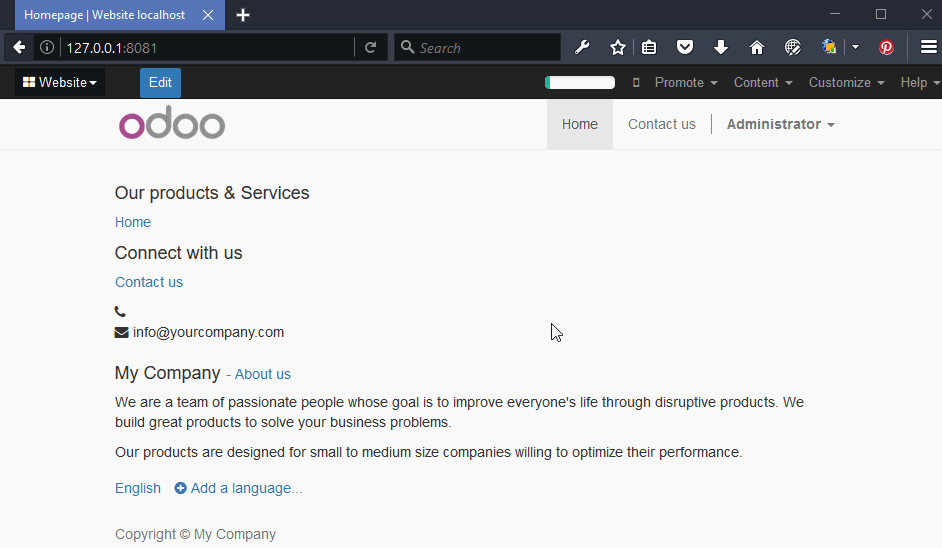 Homepage | Website localhost
127.0.0.1:8081
Search
Website
Edit
Promote
Content
Customize
Help
odoo
Home
Contact us
Administrator
Our products & Services
Home
Connect with us
Contact us
info@yourcompany.com
My Company - About us
We are a team of passionate people whose goal is to improve everyone's life through disruptive products. We
build great products to solve your business problems.
Our products are designed for small to medium size companies willing to optimize their performance.
English Add a language...
Copyright © My Company